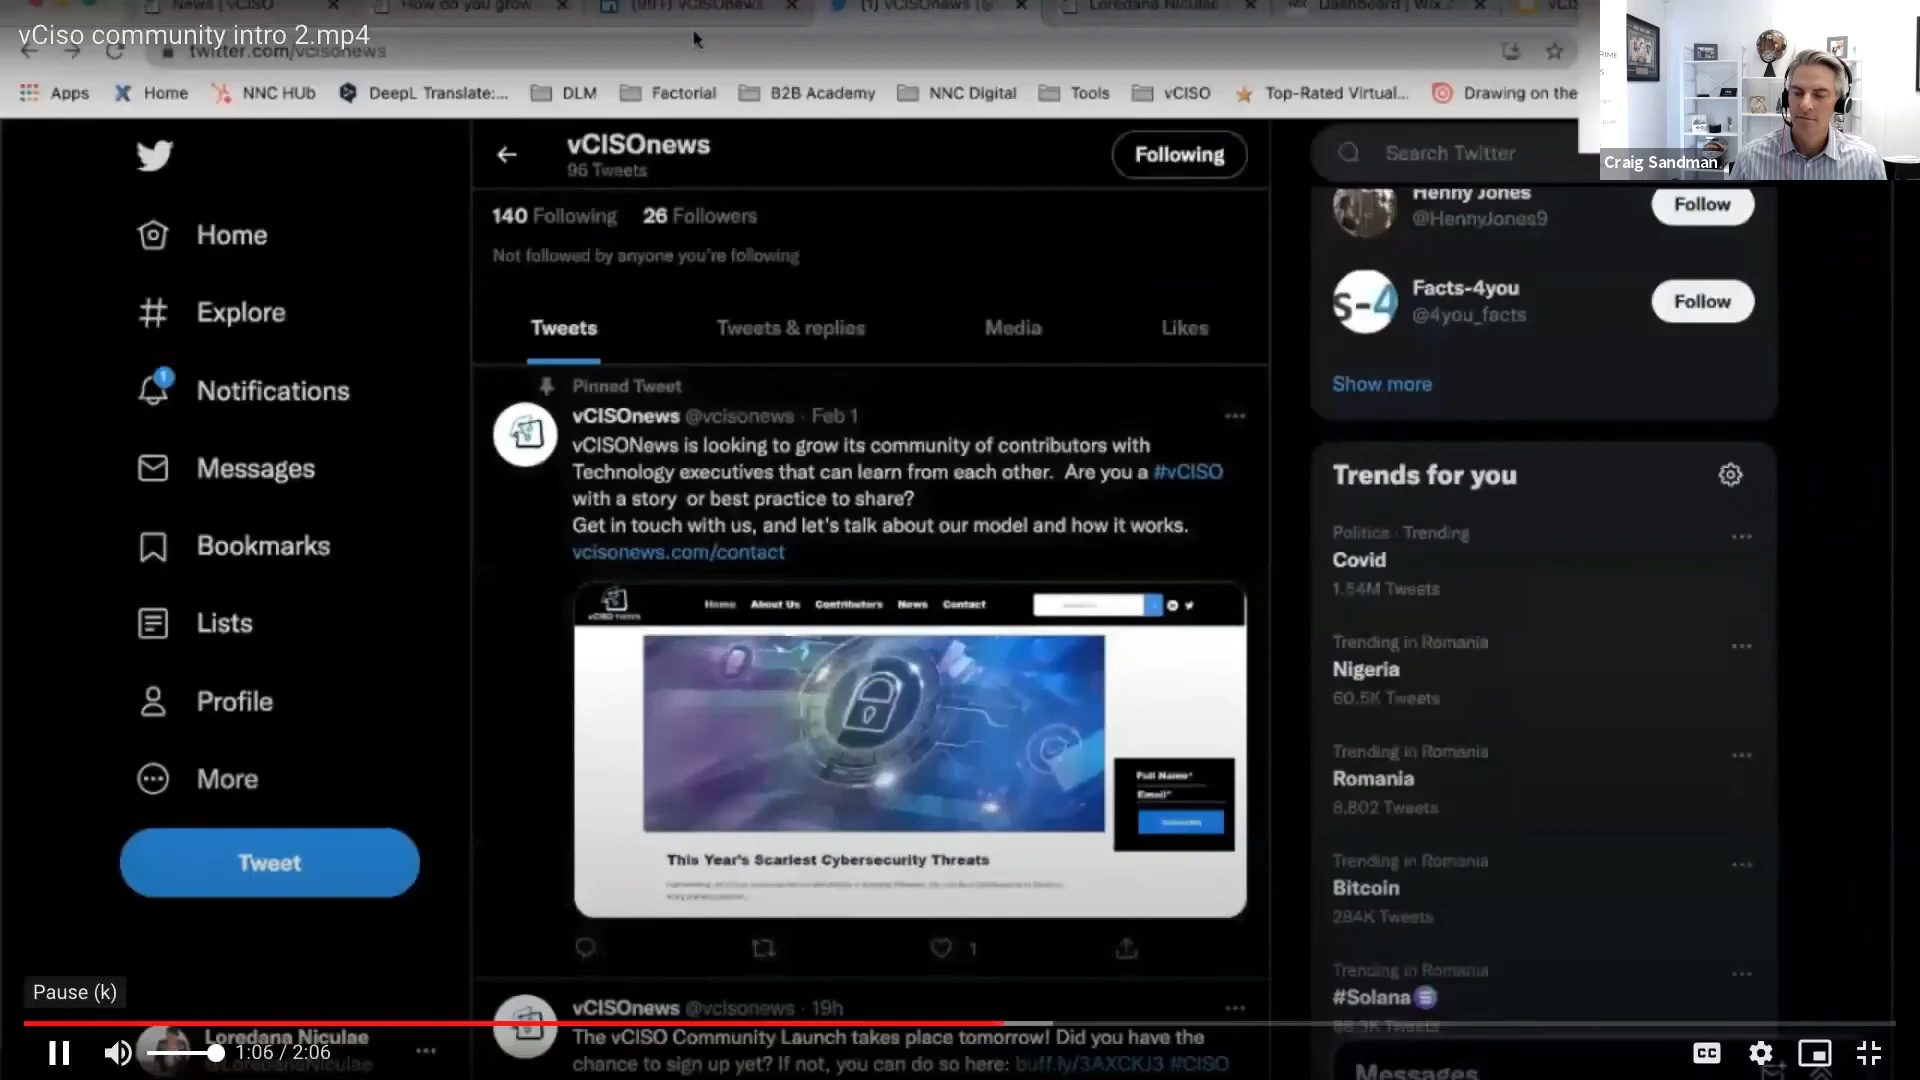 vCiso community intro 2.mp4
twitter.com/vcisonews
Apps
Home
NNC HUb
DeepL Translate:...
DLM
Factorial
B2B Academy
NNC Digital
Tools
vCISO
Top-Rated Virtual...
Drawing on the
Craig Sandman
Home
Explore
1
Notifications
Messages
Bookmarks
Lists
Profile
More
Tweet
Pause (k)
Loredana Niculae
1:06 / 2:06
vCISOnews
96 Tweets
Following
140 Following 26 Followers
Not followed by anyone you're following
Tweets
Tweets & replies
Media
Likes
Pinned Tweet
vCISOnews @vcisonews · Feb 1
vCISONews is looking to grow its community of contributors with
Technology executives that can learn from each other. Are you a #vCISO
with a story or best practice to share?
Get in touch with us, and let's talk about our model and how it works.
vcisonews.com/contact
Home
About Us
Contributors
News
Contact
Full Name*
Email*
This Year's Scariest Cybersecurity Threats
1
vCISOnews @vcisonews · 19h
The vCISO Community Launch takes place tomorrow! Did you have the
chance to sign up yet? If not, you can do so here: buff.ly/3AXCKJ3 #CISO
Search Twitter
Henny Jones
@HennyJones9
Follow
Facts-4you
@4you_facts
Follow
Show more
Trends for you
Politics · Trending
Covid
1.54M Tweets
Trending in Romania
Nigeria
60.5K Tweets
Trending in Romania
Romania
8,802 Tweets
Trending in Romania
Bitcoin
284K Tweets
Trending in Romania
#Solana
Messages
CC